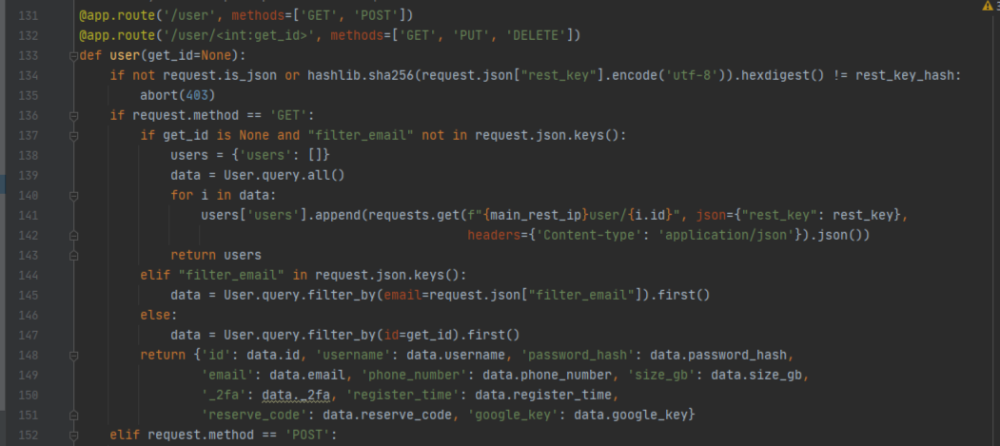 131 @app.route('/user', methods=['GET', 'POST'])
132 @app.route('/user/<int:get_id>', methods=['GET', 'PUT', 'DELETE'])
133 def user(get_id=None):
134     if not request.is_json or hashlib.sha256(request.json["rest_key"].encode('utf-8')).hexdigest() != rest_key_hash:
135         abort(403)
136     if request.method == 'GET':
137         if get_id is None and "filter_email" not in request.json.keys():
138             users = {'users': []}
139             data = User.query.all()
140             for i in data:
141                 users['users'].append(requests.get(f"{main_rest_ip}user/{i.id}", json={"rest_key": rest_key},
142                                                    headers={'Content-type': 'application/json'}).json())
143             return users
144         elif "filter_email" in request.json.keys():
145             data = User.query.filter_by(email=request.json["filter_email"]).first()
146         else:
147             data = User.query.filter_by(id=get_id).first()
148         return {'id': data.id, 'username': data.username, 'password_hash': data.password_hash,
149                 'email': data.email, 'phone_number': data.phone_number, 'size_gb': data.size_gb,
150                 '_2fa': data._2fa, 'register_time': data.register_time,
151                 'reserve_code': data.reserve_code, 'google_key': data.google_key}
152     elif request.method == 'POST':